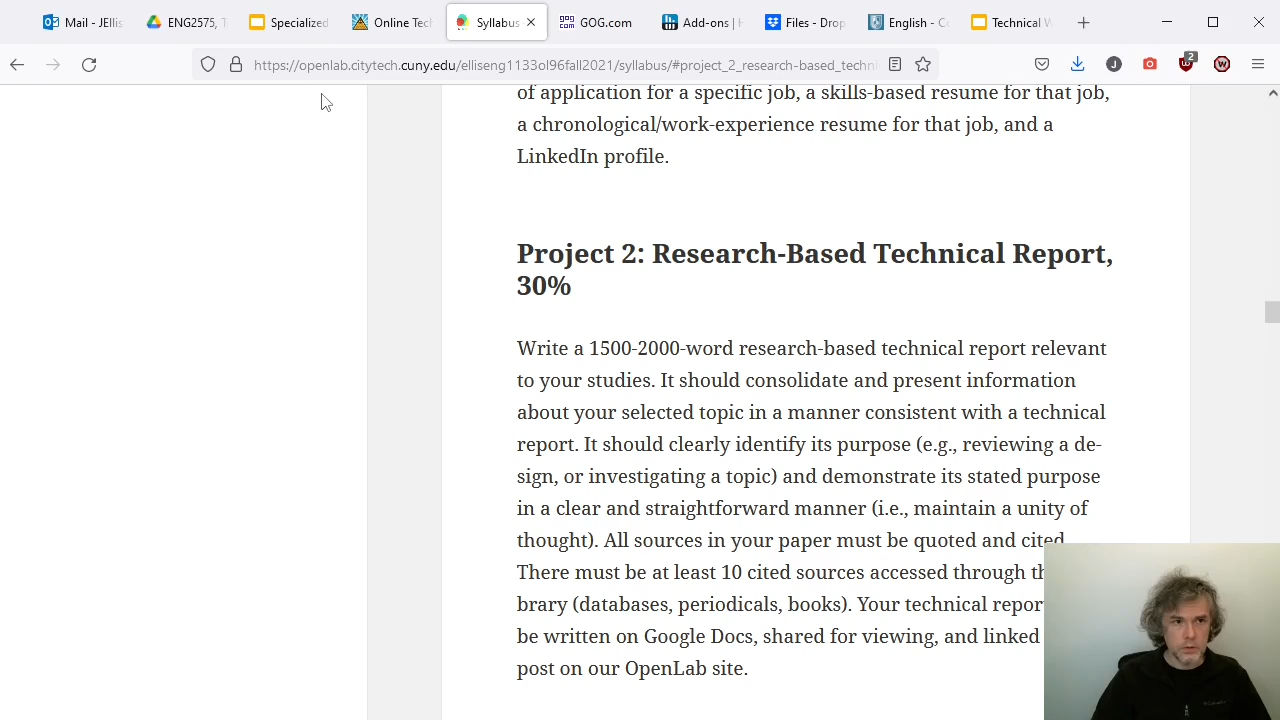 Mail - JEllis
ENG2575, T
Specialized
Online Tech
Syllabus
GOG.com
Add-ons | H
Files - Drop
English - Co
Technical W
https://openlab.citytech.cuny.edu/elliseng1133ol96fall2021/syllabus/#project_2_research-based_techni
2
of application for a specific job, a skills-based resume for that job,
a chronological/work-experience resume for that job, and a
LinkedIn profile.
Project 2: Research-Based Technical Report,
30%
Write a 1500-2000-word research-based technical report relevant
to your studies. It should consolidate and present information
about your selected topic in a manner consistent with a technical
report. It should clearly identify its purpose (e.g., reviewing a de-
sign, or investigating a topic) and demonstrate its stated purpose
in a clear and straightforward manner (i.e., maintain a unity of
thought). All sources in your paper must be quoted and cited.
There must be at least 10 cited sources accessed through th
brary (databases, periodicals, books). Your technical repor
be written on Google Docs, shared for viewing, and linked
post on our OpenLab site.